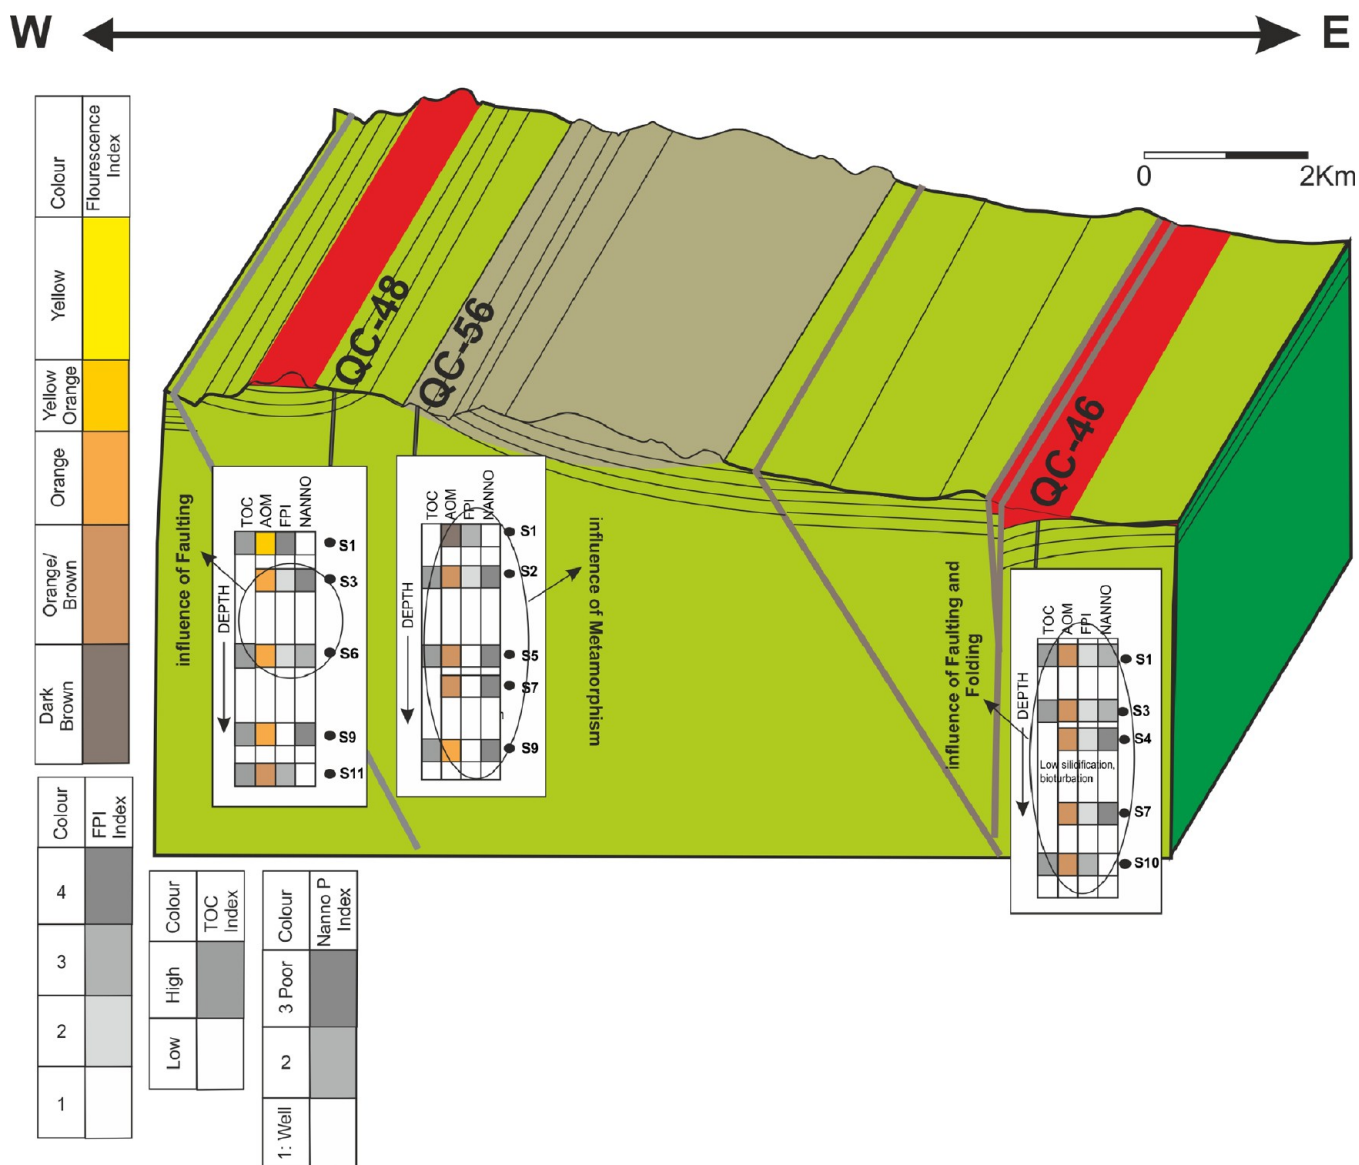 W
E
0
2Km
Colour
Flourescence
Index
Yellow
Yellow
Orange
Orange
Orange/
Brown
Dark
Brown
QC-48
QC-56
QC-46
influence of Faulting
TOC
AOM
FPI
NANNO
DEPTH
S1
S3
S6
S9
S11
TOC
AOM
FPI
NANNO
DEPTH
S1
S2
S5
S7
S9
influence of Metamorphism
influence of Faulting and
Folding
TOC
AOM
FPI
NANNO
DEPTH
S1
S3
S4
Low silicification,
bioturbation
S7
S10
Colour
FPI
Index
4
3
2
1
Colour
TOC
Index
High
Low
Colour
Nanno P
Index
3 Poor
2
1: Well